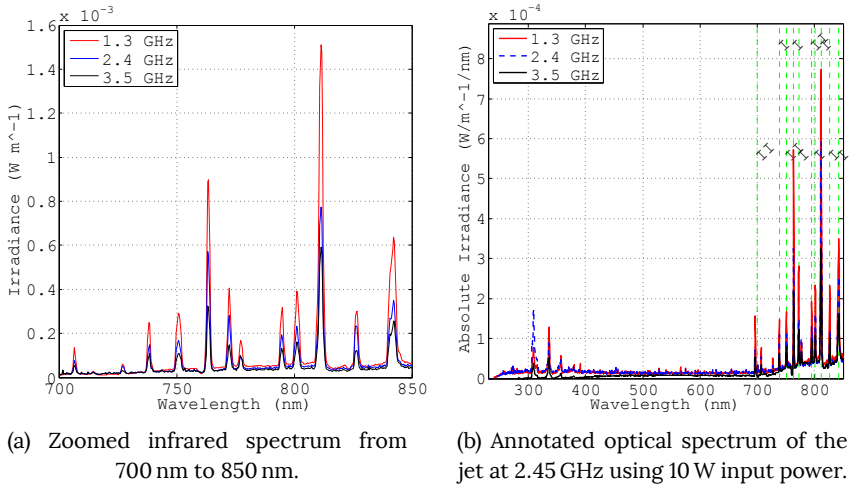 x 10^-3
1.6
1.4
1.2
1
0.8
0.6
0.4
0.2
0
Irradiance (W m^-1)
1.3 GHz
2.4 GHz
3.5 GHz
700
750
800
850
Wavelength (nm)
(a) Zoomed infrared spectrum from
700 nm to 850 nm.
x 10^-4
8
7
6
5
4
3
2
1
0
Absolute Irradiance (W/m^-1/nm)
1.3 GHz
2.4 GHz
3.5 GHz
300
400
500
600
700
800
Wavelength (nm)
(b) Annotated optical spectrum of the
jet at 2.45 GHz using 10 W input power.